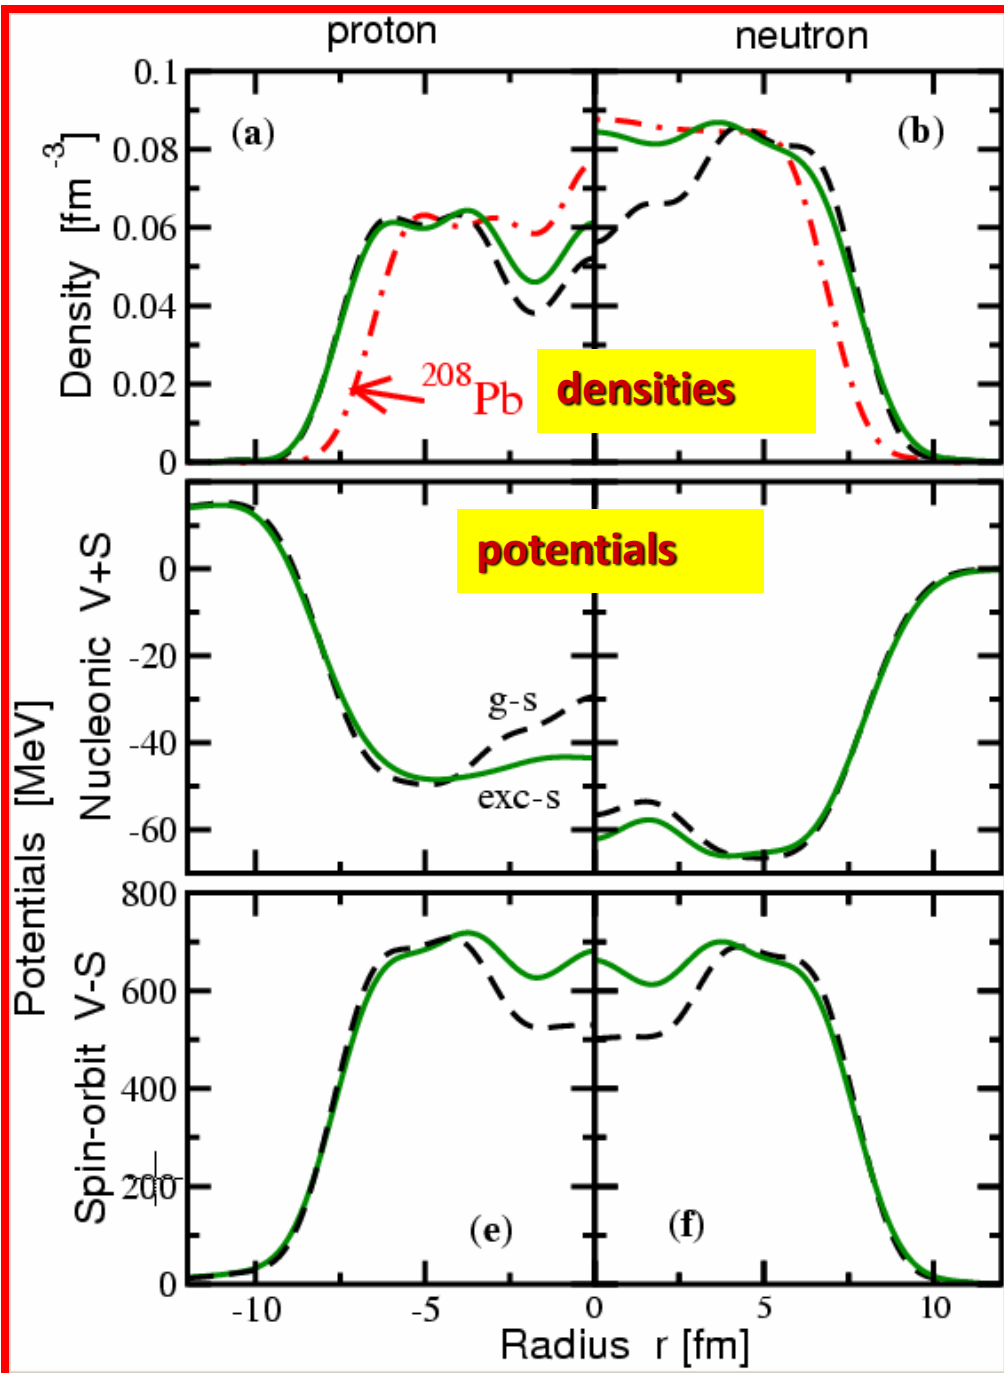 proton
neutron
0.1
0.08
0.06
0.04
0.02
0
Density [fm⁻³]
(a)
(b)
²⁰⁸Pb
densities
0
-20
-40
-60
Potentials [MeV]
Nucleonic V+S
potentials
g-s
exc-s
800
600
400
200
0
Spin-orbit V-S
(e)
(f)
-10
-5
0
5
10
Radius r [fm]